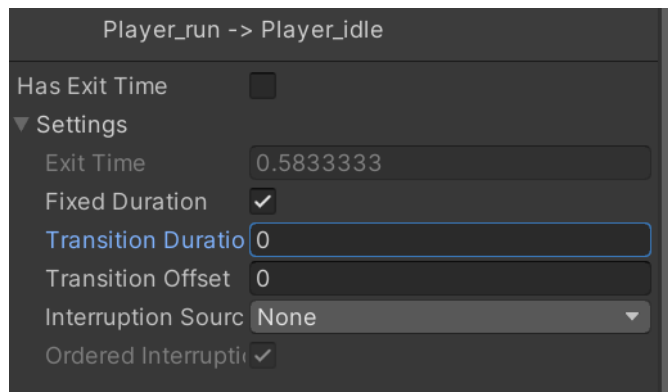 Player_run -> Player_idle
Has Exit Time
Settings
Exit Time 0.5833333
Fixed Duration
Transition Duratio 0
Transition Offset 0
Interruption Sourc None
Ordered Interrupti